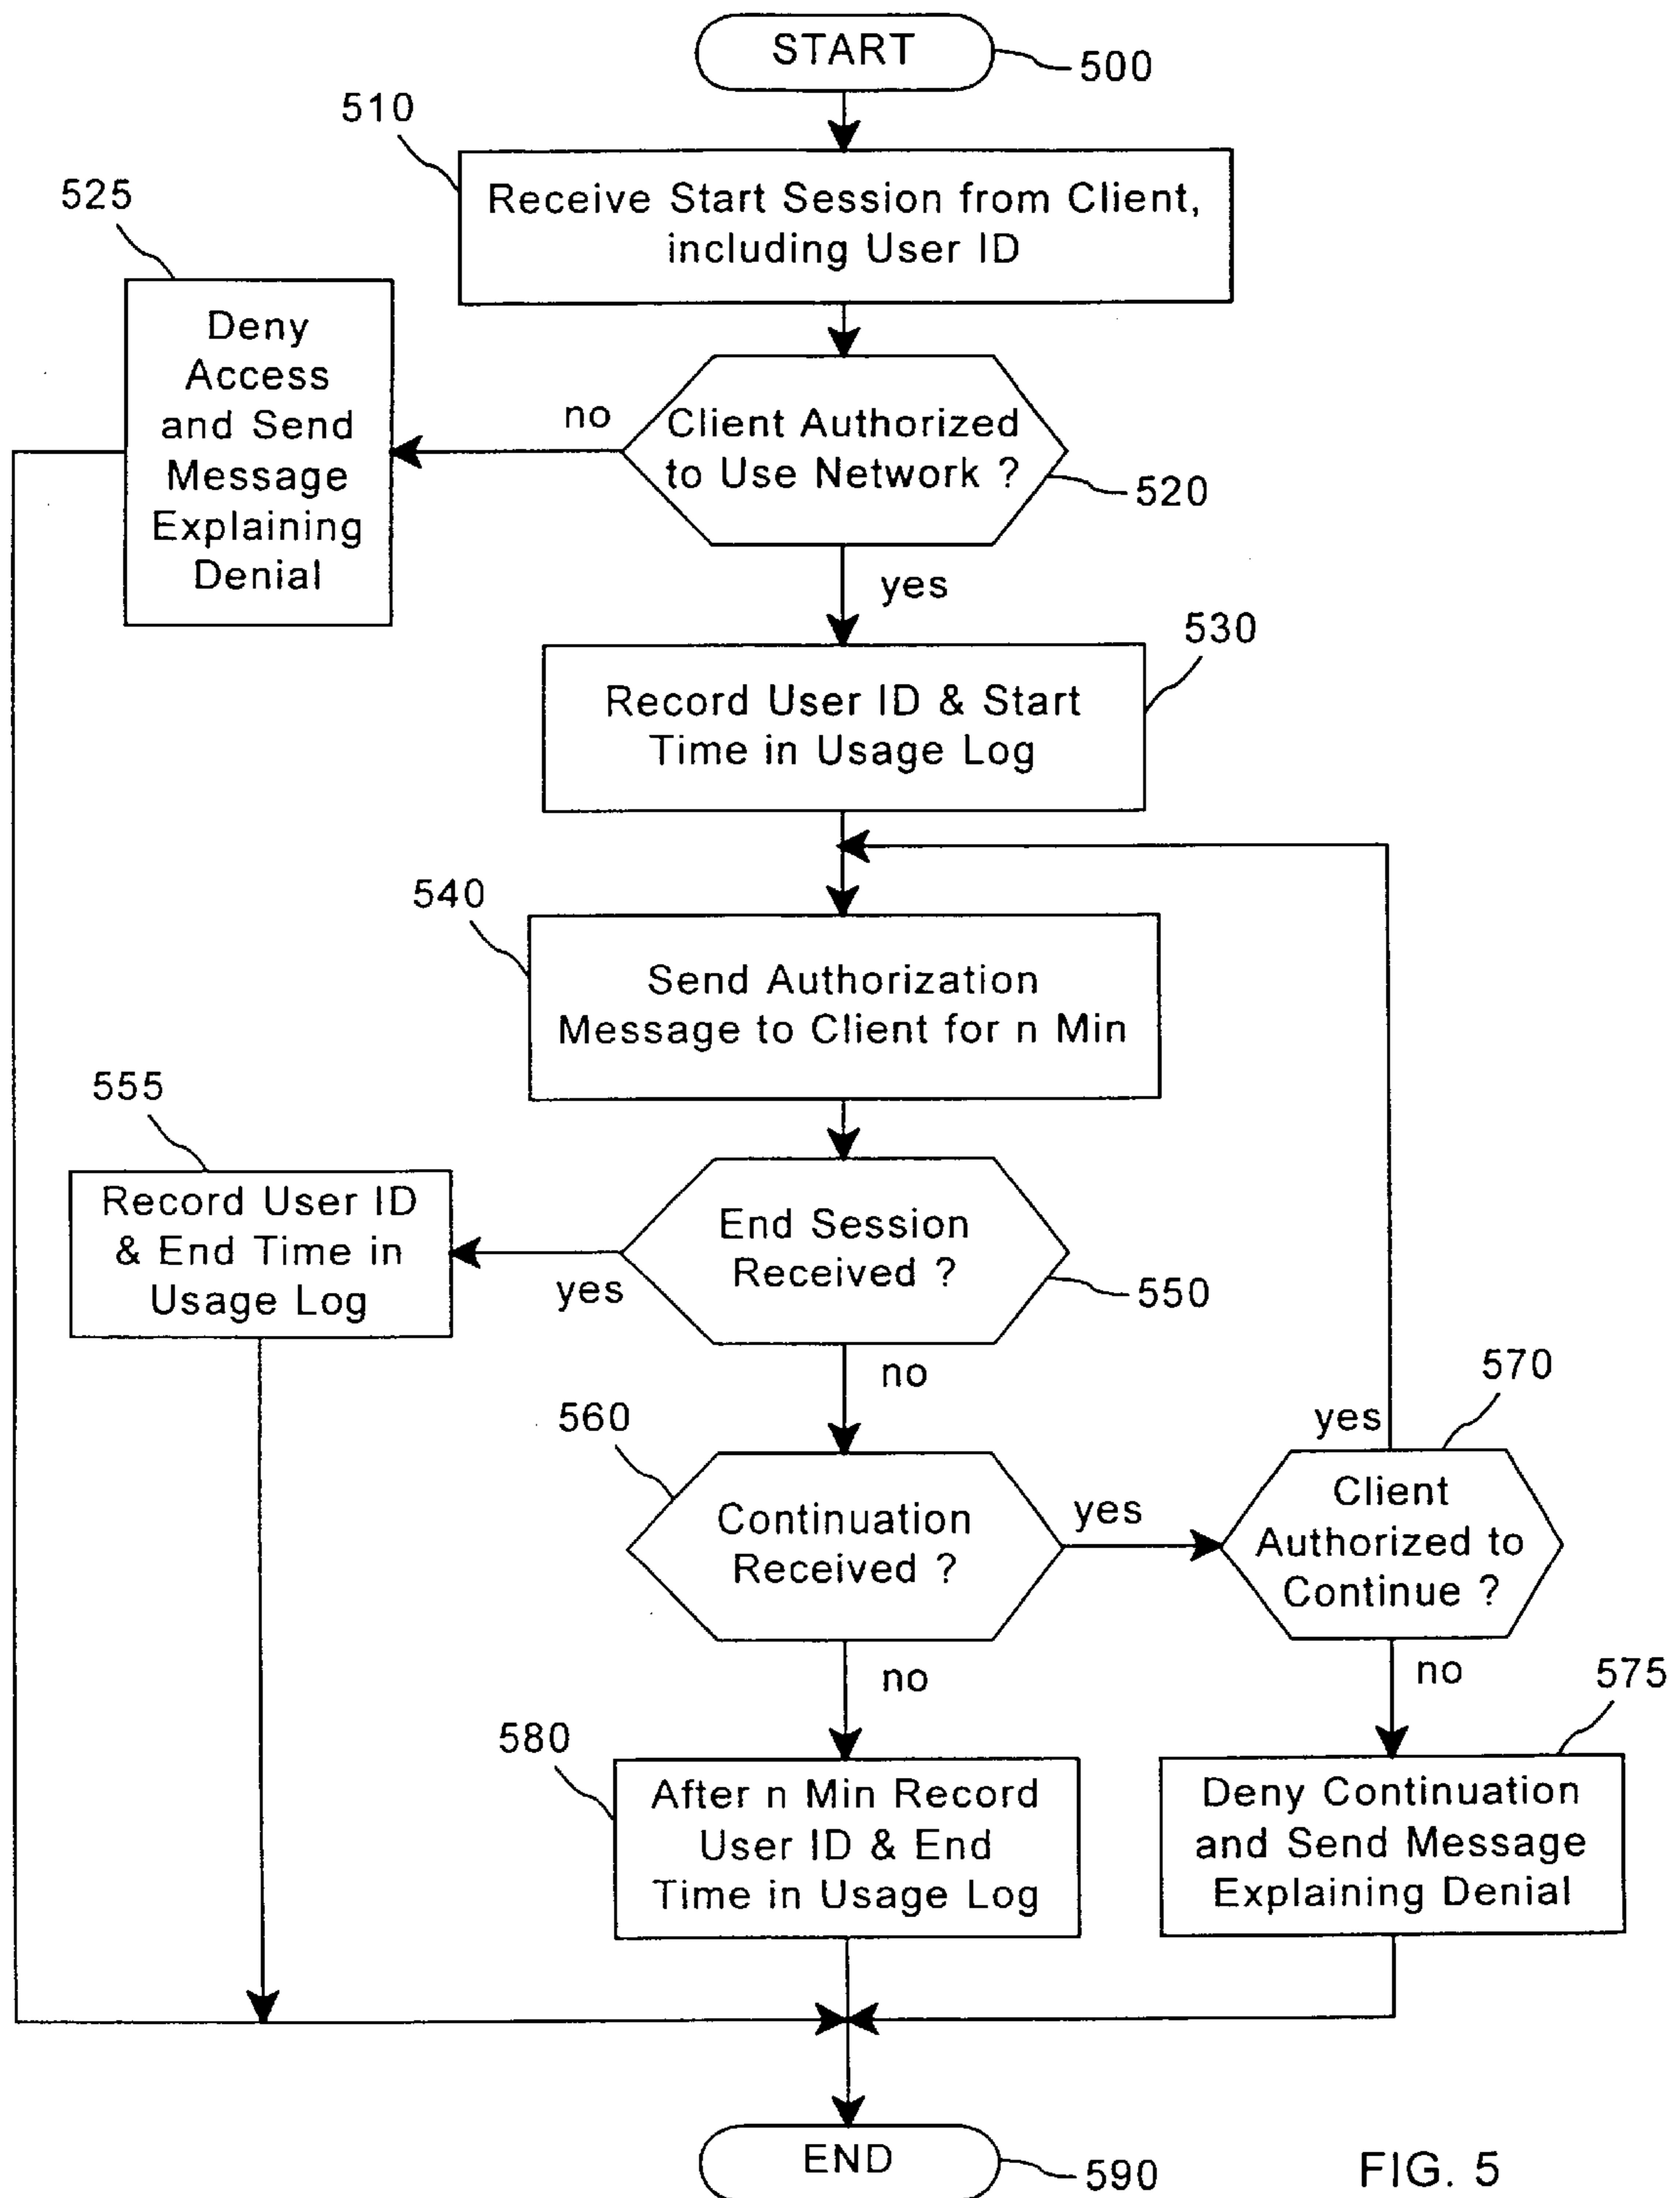 START
500
510
Receive Start Session from Client,
including User ID
525
Deny
Access
and Send
Message
Explaining
Denial
no
Client Authorized
to Use Network ?
520
yes
530
Record User ID & Start
Time in Usage Log
540
Send Authorization
Message to Client for n Min
555
Record User ID
& End Time in
Usage Log
yes
End Session
Received ?
550
no
560
Continuation
Received ?
yes
570
yes
Client
Authorized to
Continue ?
no
no
575
580
After n Min Record
User ID & End
Time in Usage Log
Deny Continuation
and Send Message
Explaining Denial
END
590
FIG. 5